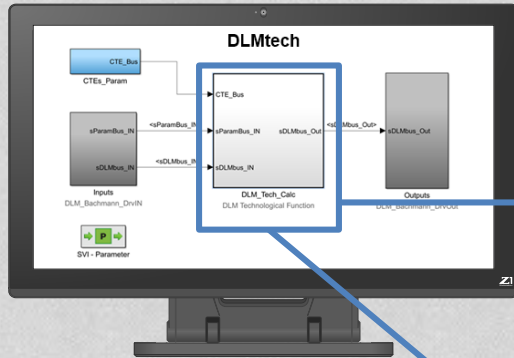 DLMtech
CTE_Bus
CTEs_Param
CTE_Bus
sParamBus_IN
<sParamBus_IN
sParamBus_IN
sDLMbus_Out
<sDLMbus_Out>
sDLMbus_Out
<sDLMbus_IN
sDLMbus_IN
sDLMbus_IN
Inputs
DLM_Bachmann_DrvIN
DLM_Tech_Calc
DLM Technological Function
Outputs
DLM_Bachmann_DrvOut
P
SVI - Parameter